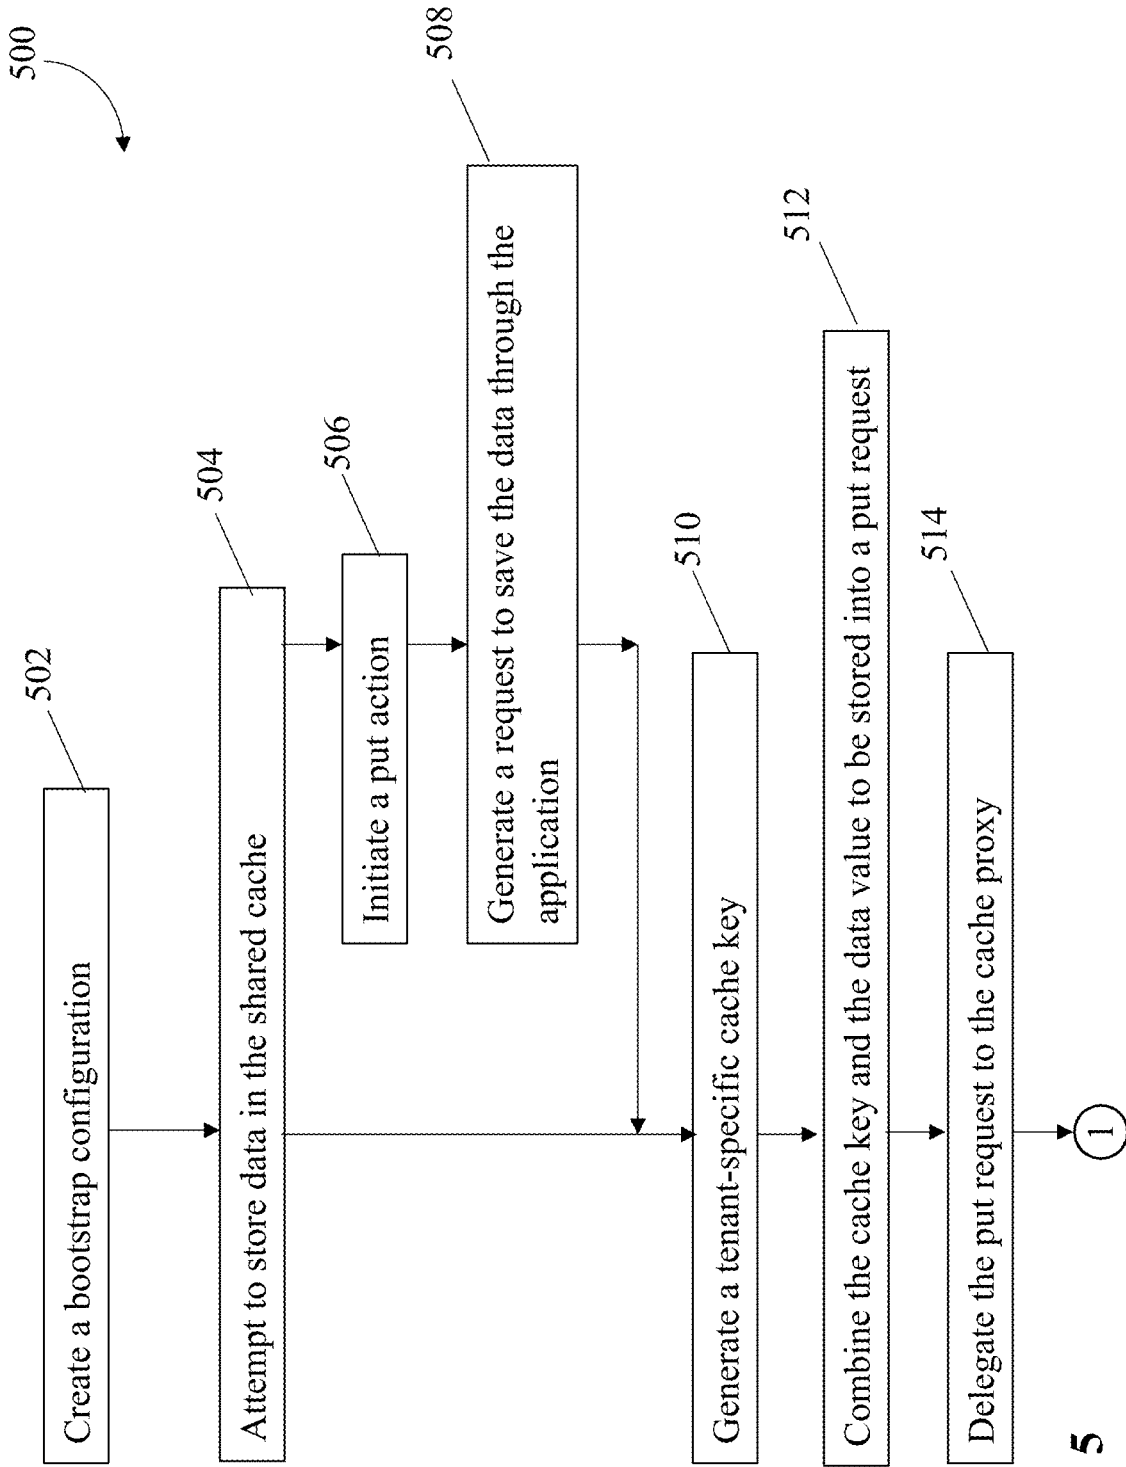 500
502
Create a bootstrap configuration
504
Attempt to store data in the shared cache
506
Initiate a put action
508
Generate a request to save the data through the
application
510
Generate a tenant-specific cache key
512
Combine the cache key and the data value to be stored into a put request
514
Delegate the put request to the cache proxy
1
5